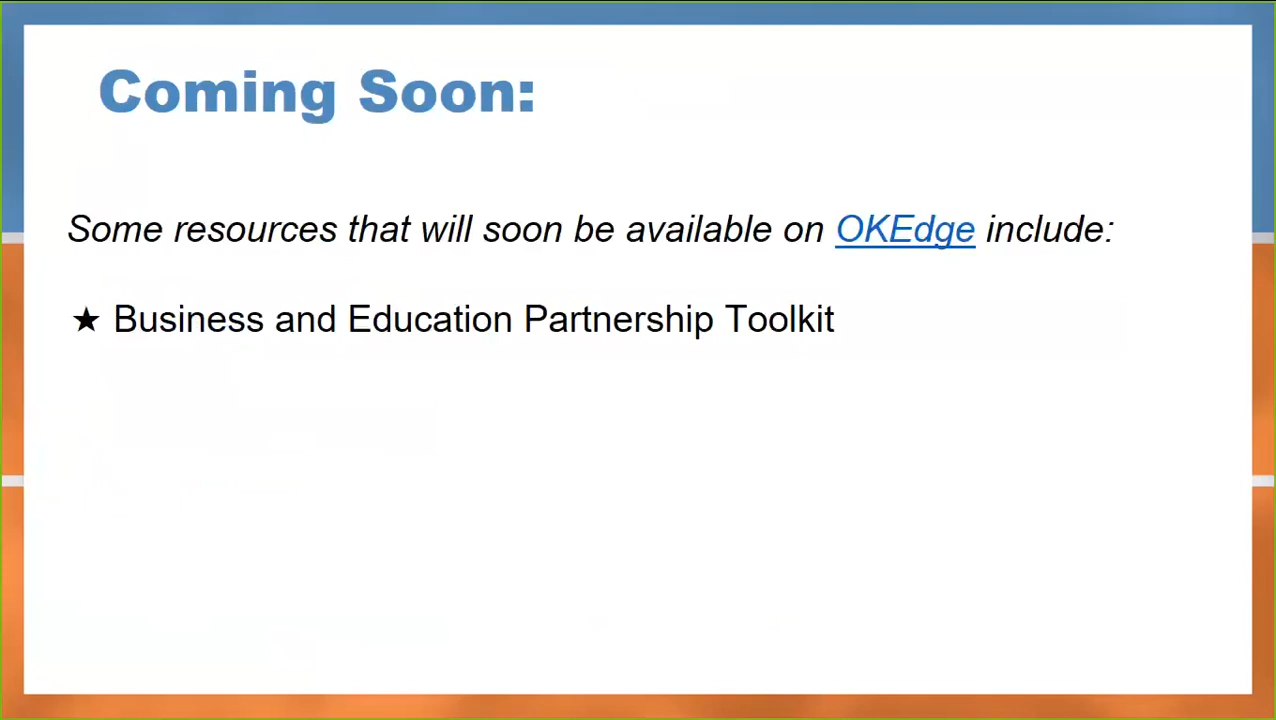 Coming Soon:
Some resources that will soon be available on OKEdge include:
★ Business and Education Partnership Toolkit